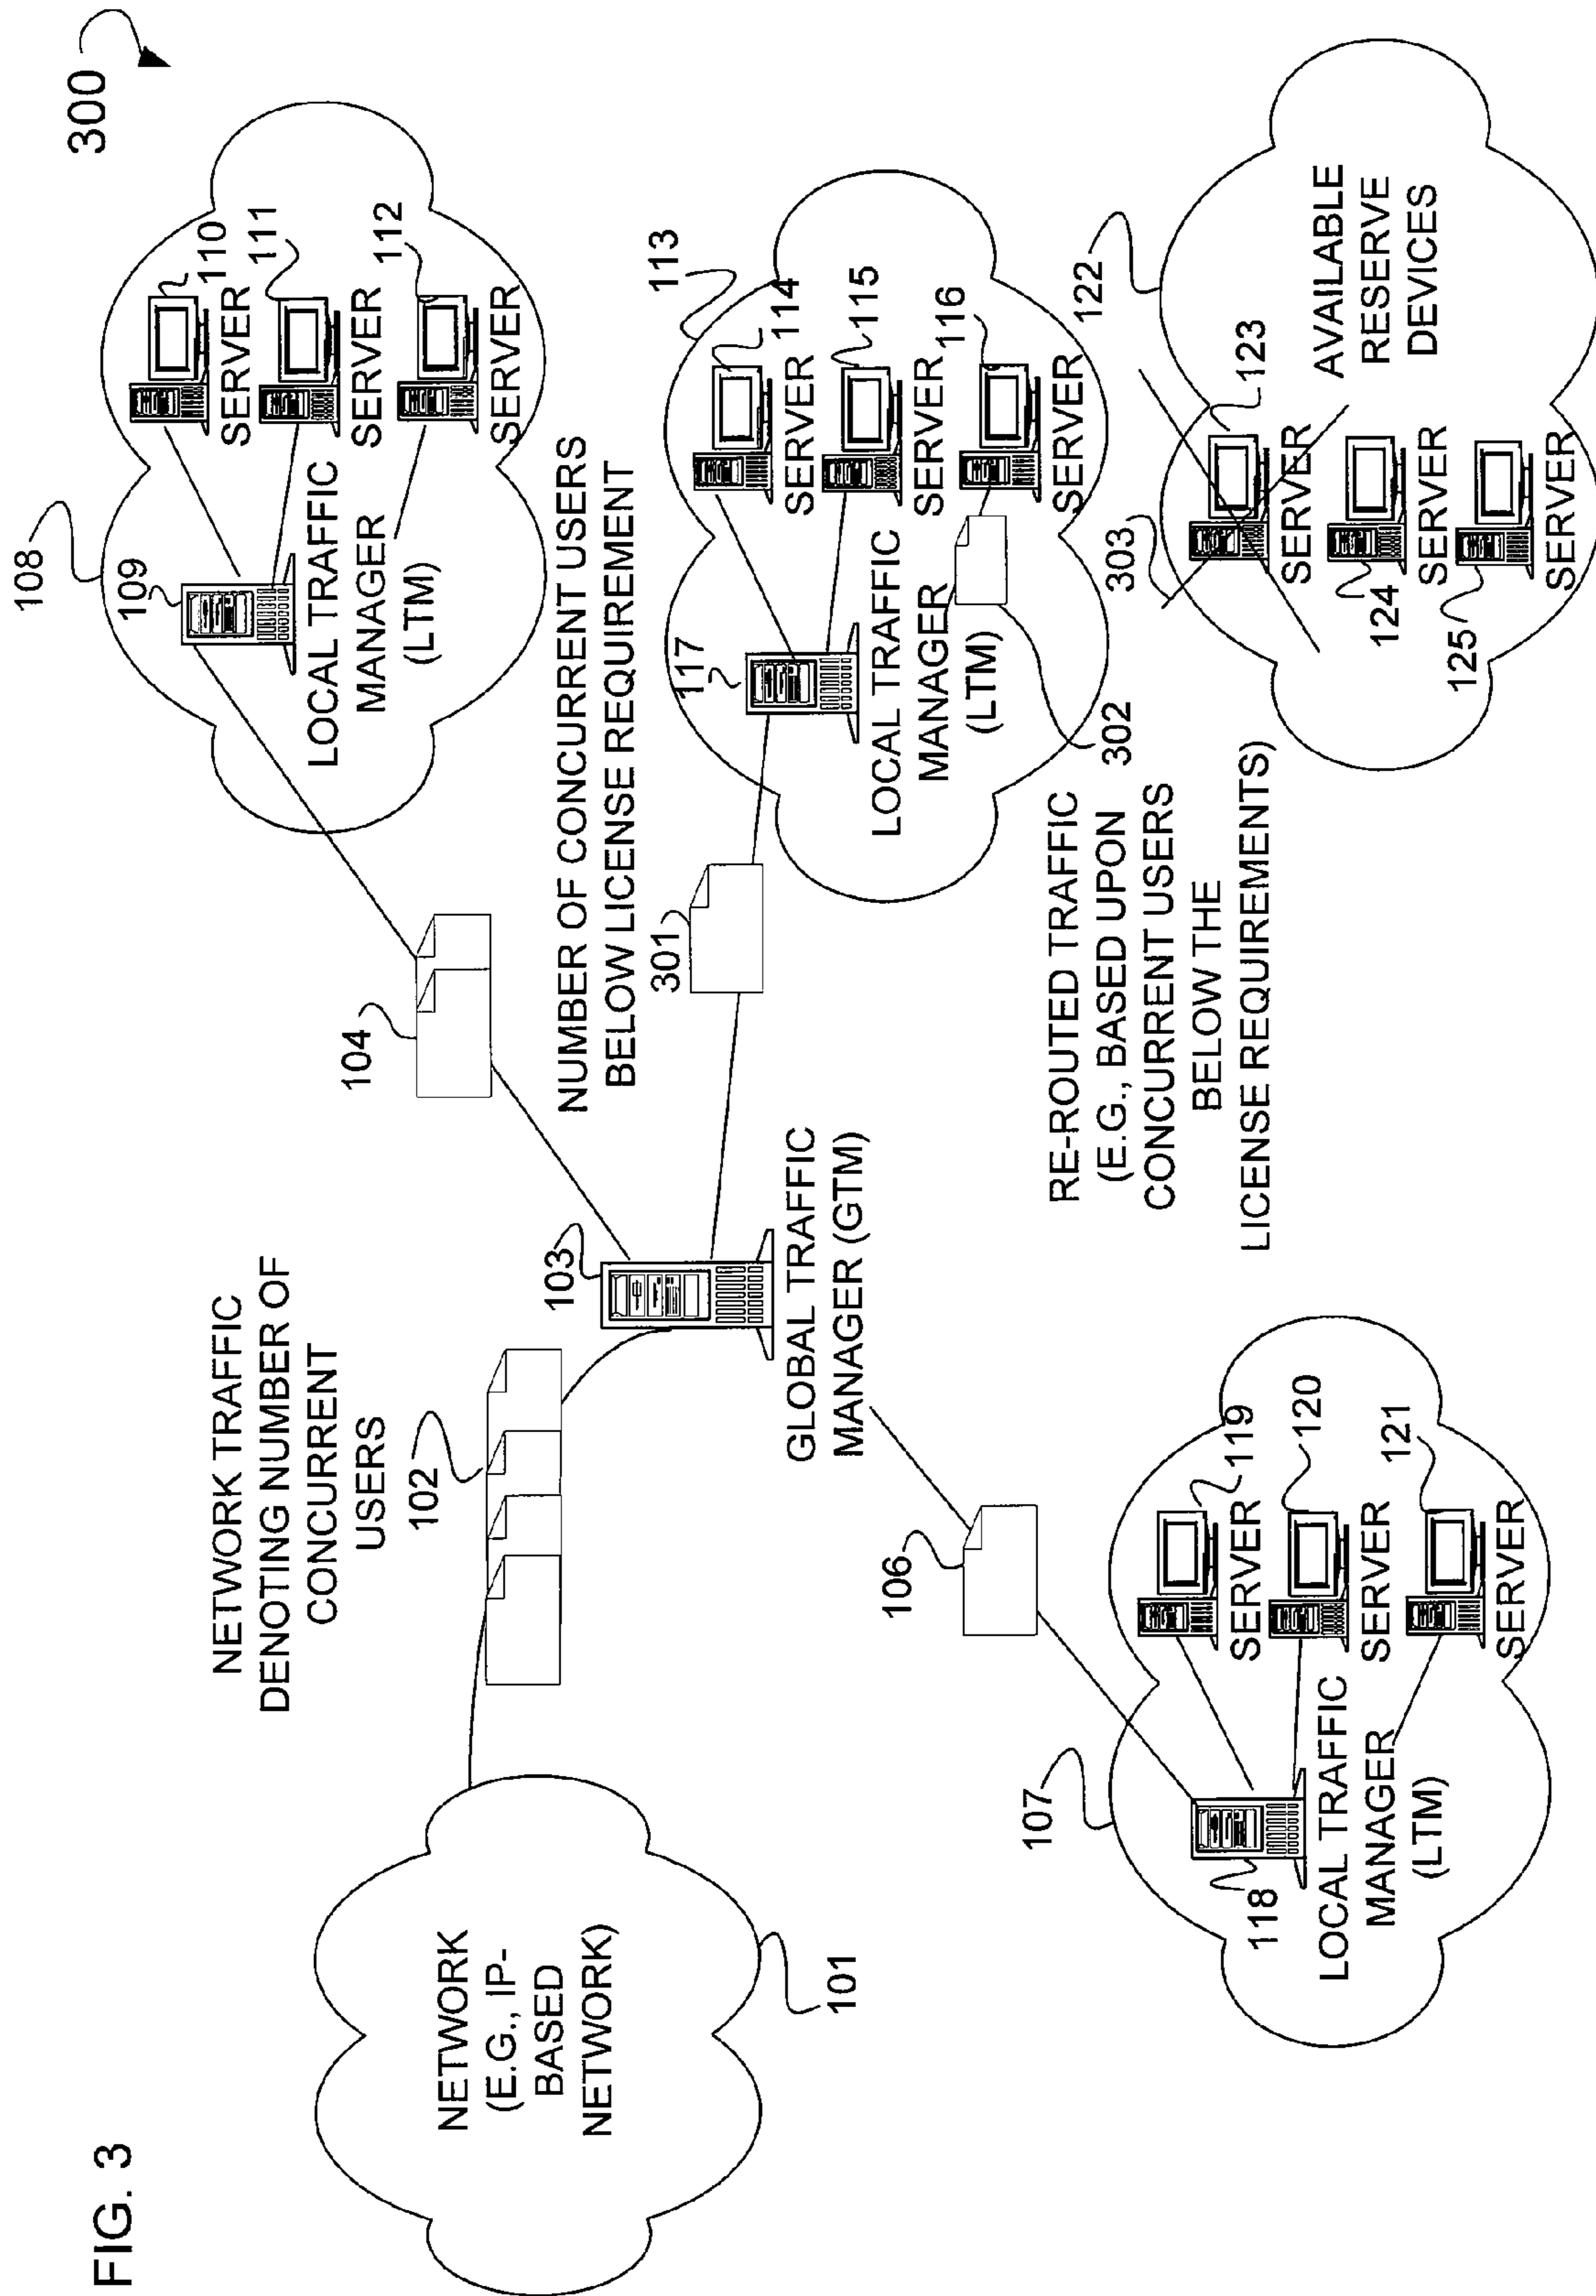 FIG. 3
300
NETWORK
(E.G., IP-
BASED
NETWORK)
101
NETWORK TRAFFIC
DENOTING NUMBER OF
CONCURRENT
USERS
102
103
GLOBAL TRAFFIC
MANAGER (GTM)
104
108
109
LOCAL TRAFFIC
MANAGER
(LTM)
110
SERVER
111
SERVER
112
SERVER
NUMBER OF CONCURRENT USERS
BELOW LICENSE REQUIREMENT
301
113
117
LOCAL TRAFFIC
MANAGER
(LTM)
114
SERVER
115
SERVER
116
SERVER
302
RE-ROUTED TRAFFIC
(E.G., BASED UPON
CONCURRENT USERS
BELOW THE
LICENSE REQUIREMENTS)
106
107
118
LOCAL TRAFFIC
MANAGER
(LTM)
119
SERVER
120
SERVER
121
SERVER
122
303
123
SERVER
124
SERVER
125
SERVER
AVAILABLE
RESERVE
DEVICES